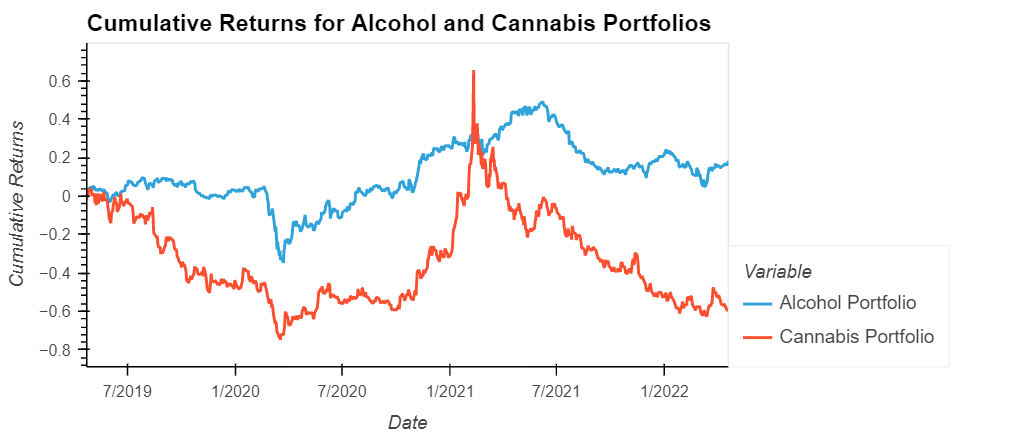 Cumulative Returns for Alcohol and Cannabis Portfolios
Cumulative Returns
0.6
0.4
0.2
0
−0.2
−0.4
−0.6
−0.8
7/2019 1/2020 7/2020 1/2021 7/2021 1/2022
Date
Variable
Alcohol Portfolio
Cannabis Portfolio